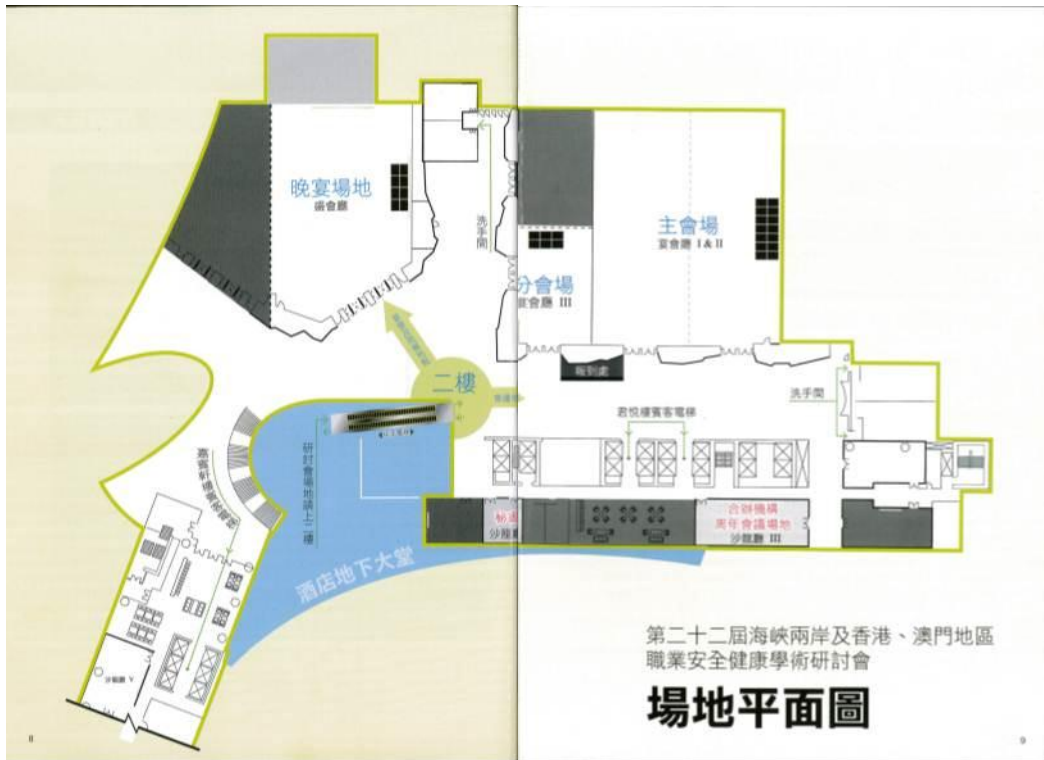 晚宴場地
盛會廳
洗手間
主會場
宴會廳 I & II
分會場
宴會廳 III
二樓
報到處
洗手間
君悅樓賓客電梯
研討會場地請上二樓
合辦機構
周年會議場地
沙龍廳 III
沙龍廳
酒店地下大堂
沙龍廳 V
第二十二屆海峽兩岸及香港、澳門地區
職業安全健康學術研討會
場地平面圖
8
9